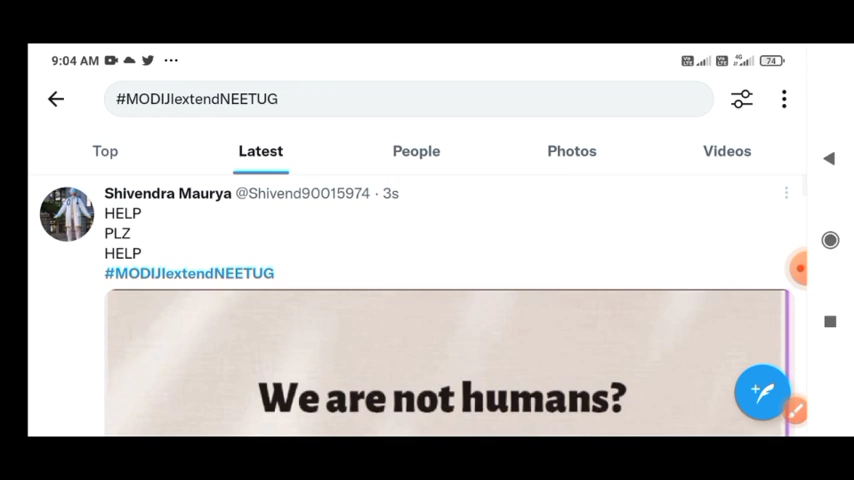 9:04 AM
74
#MODIJIextendNEETUG
Top
Latest
People
Photos
Videos
Shivendra Maurya @Shivend90015974 · 3s
HELP
PLZ
HELP
#MODIJIextendNEETUG
We are not humans?